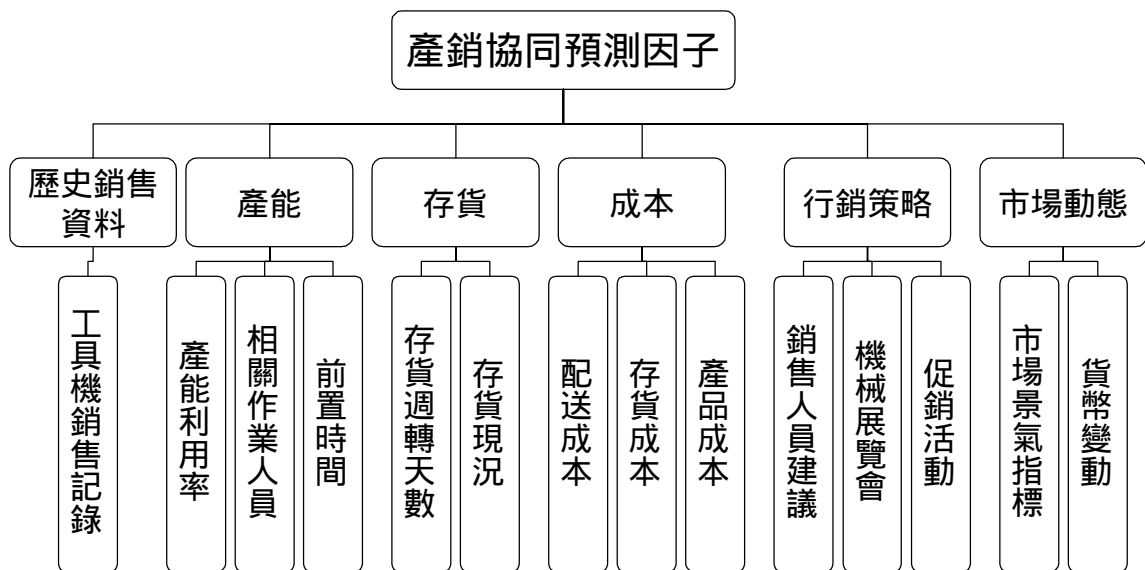 產銷協同預測因子
歷史銷售
資料
產能
存貨
成本
行銷策略
市場動態
工具機銷售記錄
產能利用率
相關作業人員
前置時間
存貨週轉天數
存貨現況
配送成本
存貨成本
產品成本
銷售人員建議
機械展覽會
促銷活動
市場景氣指標
貨幣變動